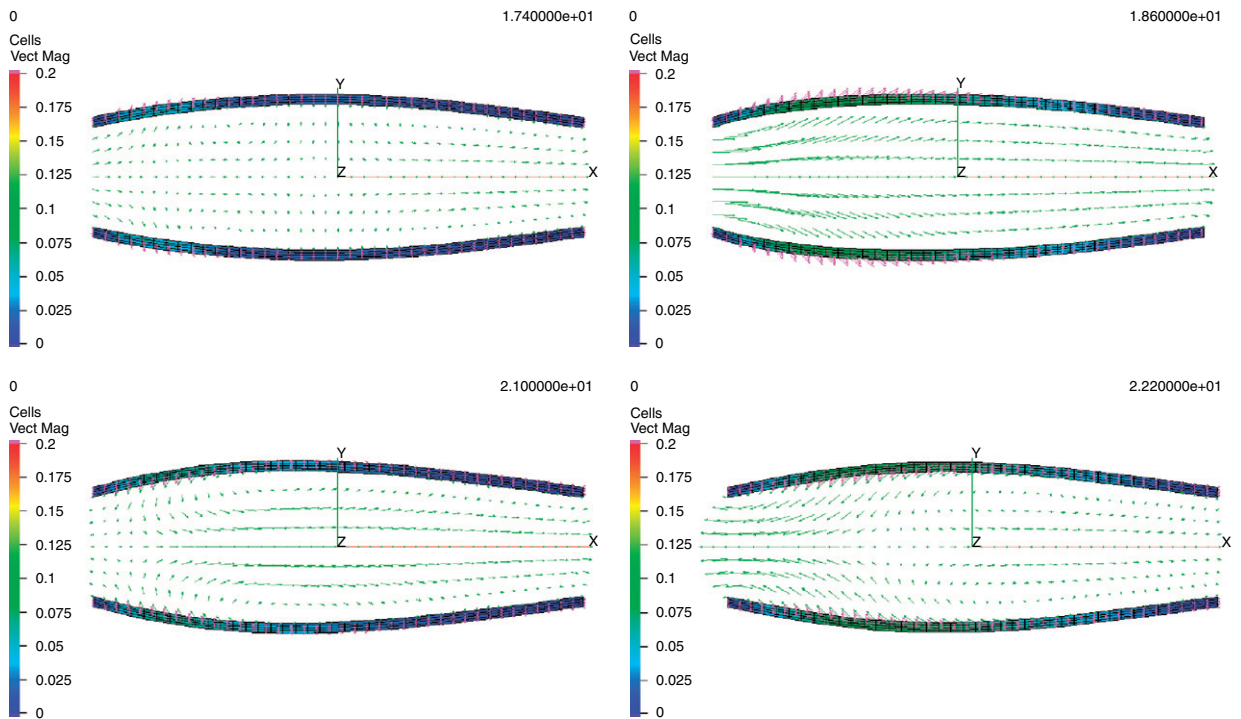 0
1.740000e+01
Cells
Vect Mag
0.2
0.175
0.15
0.125
0.1
0.075
0.05
0.025
0
Y
Z
X
0
1.860000e+01
Cells
Vect Mag
0.2
0.175
0.15
0.125
0.1
0.075
0.05
0.025
0
Y
Z
X
0
2.100000e+01
Cells
Vect Mag
0.2
0.175
0.15
0.125
0.1
0.075
0.05
0.025
0
Y
Z
X
0
2.220000e+01
Cells
Vect Mag
0.2
0.175
0.15
0.125
0.1
0.075
0.05
0.025
0
Y
Z
X